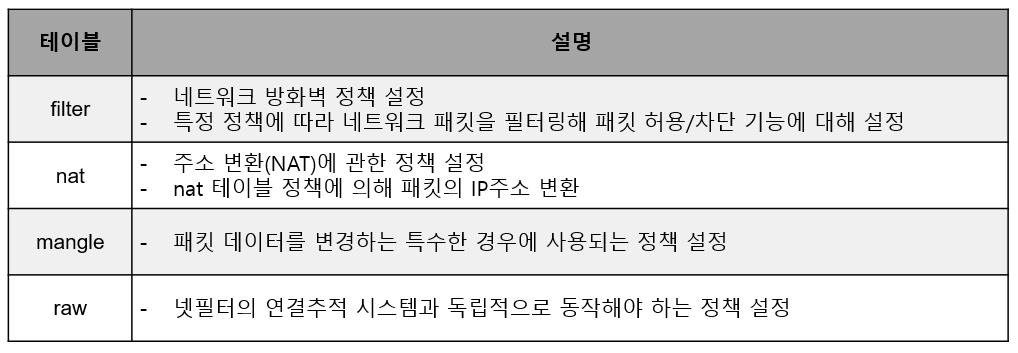 테이블 설명
filter
- 네트워크 방화벽 정책 설정
- 특정 정책에 따라 네트워크 패킷을 필터링해 패킷 허용/차단 기능에 대해 설정
nat
- 주소 변환(NAT)에 관한 정책 설정
- nat 테이블 정책에 의해 패킷의 IP주소 변환
mangle - 패킷 데이터를 변경하는 특수한 경우에 사용되는 정책 설정
raw - 넷필터의 연결추적 시스템과 독립적으로 동작해야 하는 정책 설정